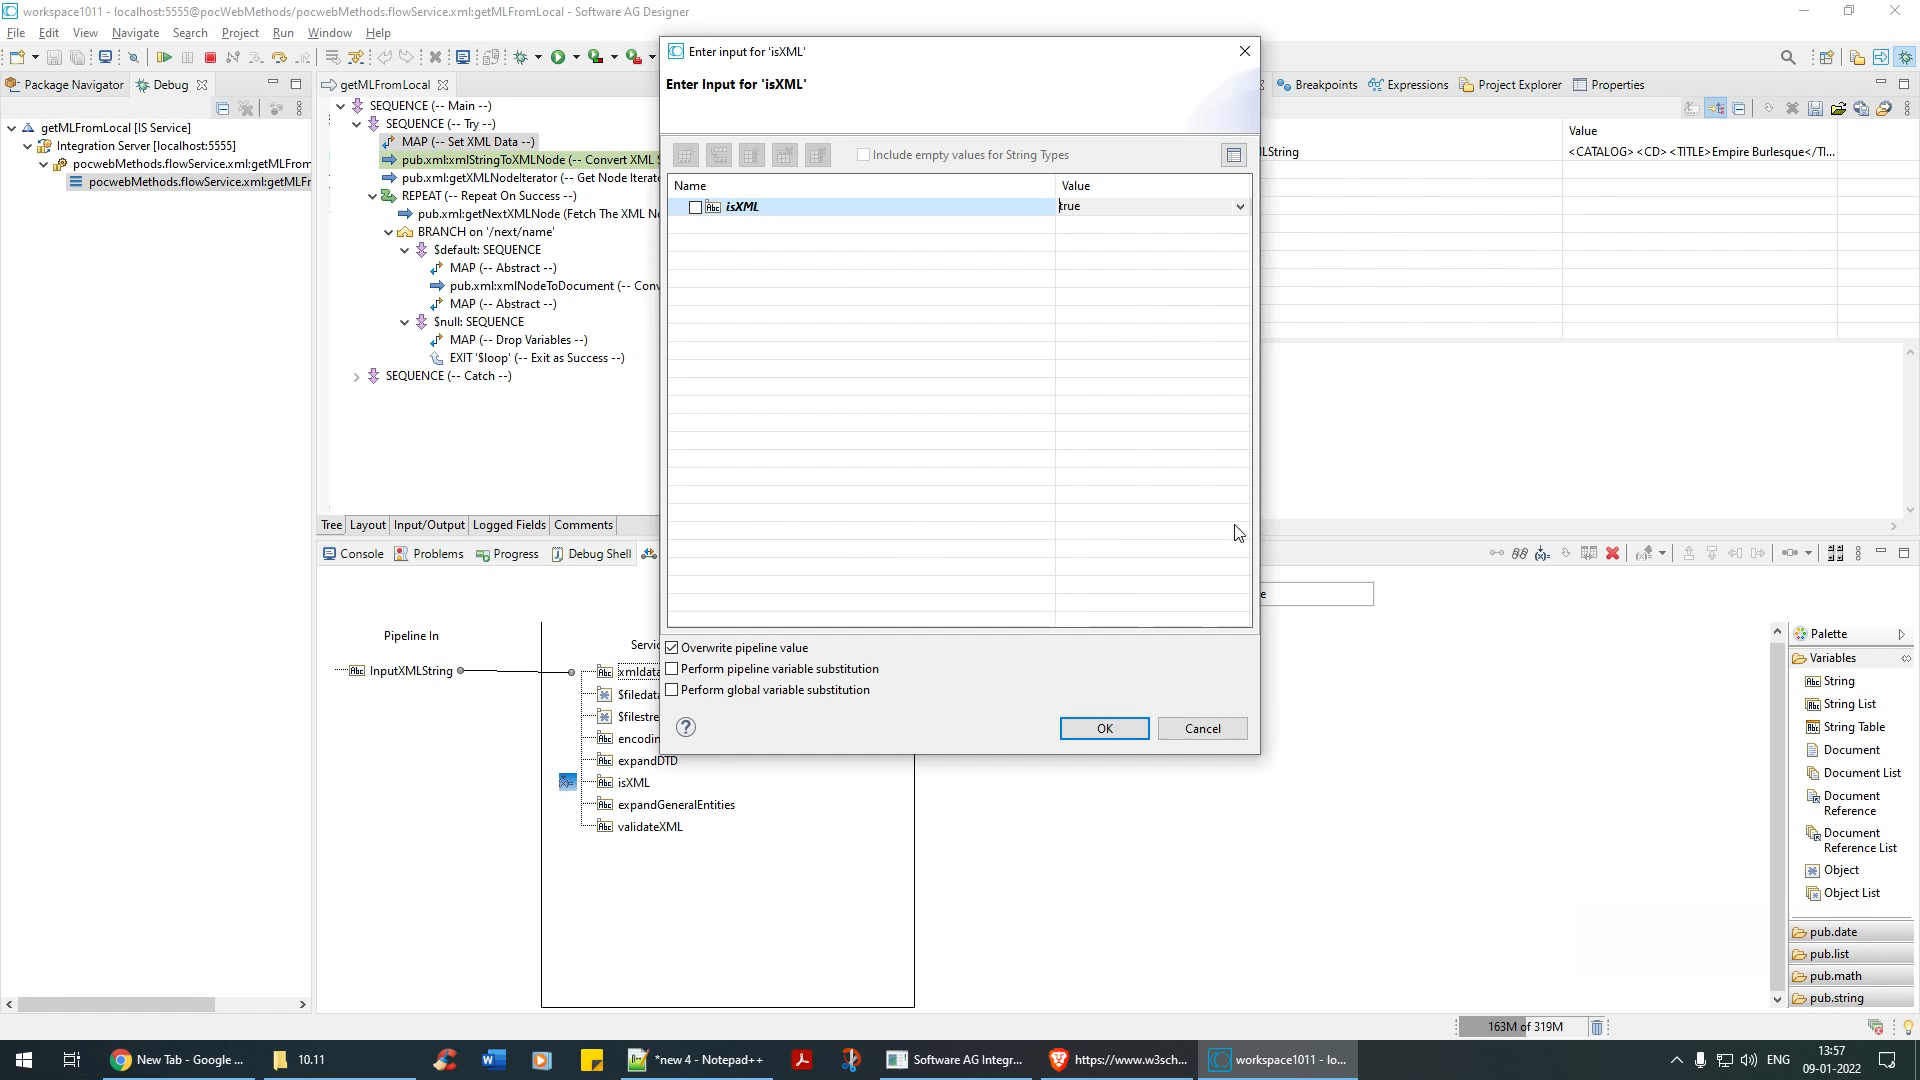 workspace1011 - localhost:5555@pocWebMethods/pocwebMethods.flowService.xml:getMLFromLocal - Software AG Designer
File Edit View Navigate Search Project Run Window Help
Package Navigator
Debug
getMLFromLocal [IS Service]
Integration Server [localhost:5555]
pocwebMethods.flowService.xml:getMLFrom
pocwebMethods.flowService.xml:getMLFr
getMLFromLocal
SEQUENCE (-- Main --)
SEQUENCE (-- Try --)
MAP (-- Set XML Data --)
pub.xml:xmlStringToXMLNode (-- Convert XML S
pub.xml:getXMLNodeIterator (-- Get Node Iterato
REPEAT (-- Repeat On Success --)
pub.xml:getNextXMLNode (Fetch The XML No
BRANCH on '/next/name'
$default: SEQUENCE
MAP (-- Abstract --)
pub.xml:xmlNodeToDocument (-- Conv
MAP (-- Abstract --)
$null: SEQUENCE
MAP (-- Drop Variables --)
EXIT '$loop' (-- Exit as Success --)
SEQUENCE (-- Catch --)
Tree Layout Input/Output Logged Fields Comments
Enter input for 'isXML'
Enter Input for 'isXML'
Include empty values for String Types
Name Value
isXML true
Overwrite pipeline value
Perform pipeline variable substitution
Perform global variable substitution
?
OK Cancel
Breakpoints Expressions Project Explorer Properties
Value
LString <CATALOG> <CD> <TITLE>Empire Burlesque</TI...
Console Problems Progress Debug Shell
e
Pipeline In
Servic
InputXMLString
xmldata
$filedata
$filestre
encodin
expandDTD
isXML
expandGeneralEntities
validateXML
Palette
Variables
String
String List
String Table
Document
Document List
Document
Reference
Document
Reference List
Object
Object List
pub.date
pub.list
pub.math
pub.string
163M of 319M
New Tab - Google ...
10.11
*new 4 - Notepad++
Software AG Integr...
https://www.w3sch...
workspace1011 - lo...
ENG
13:57
09-01-2022